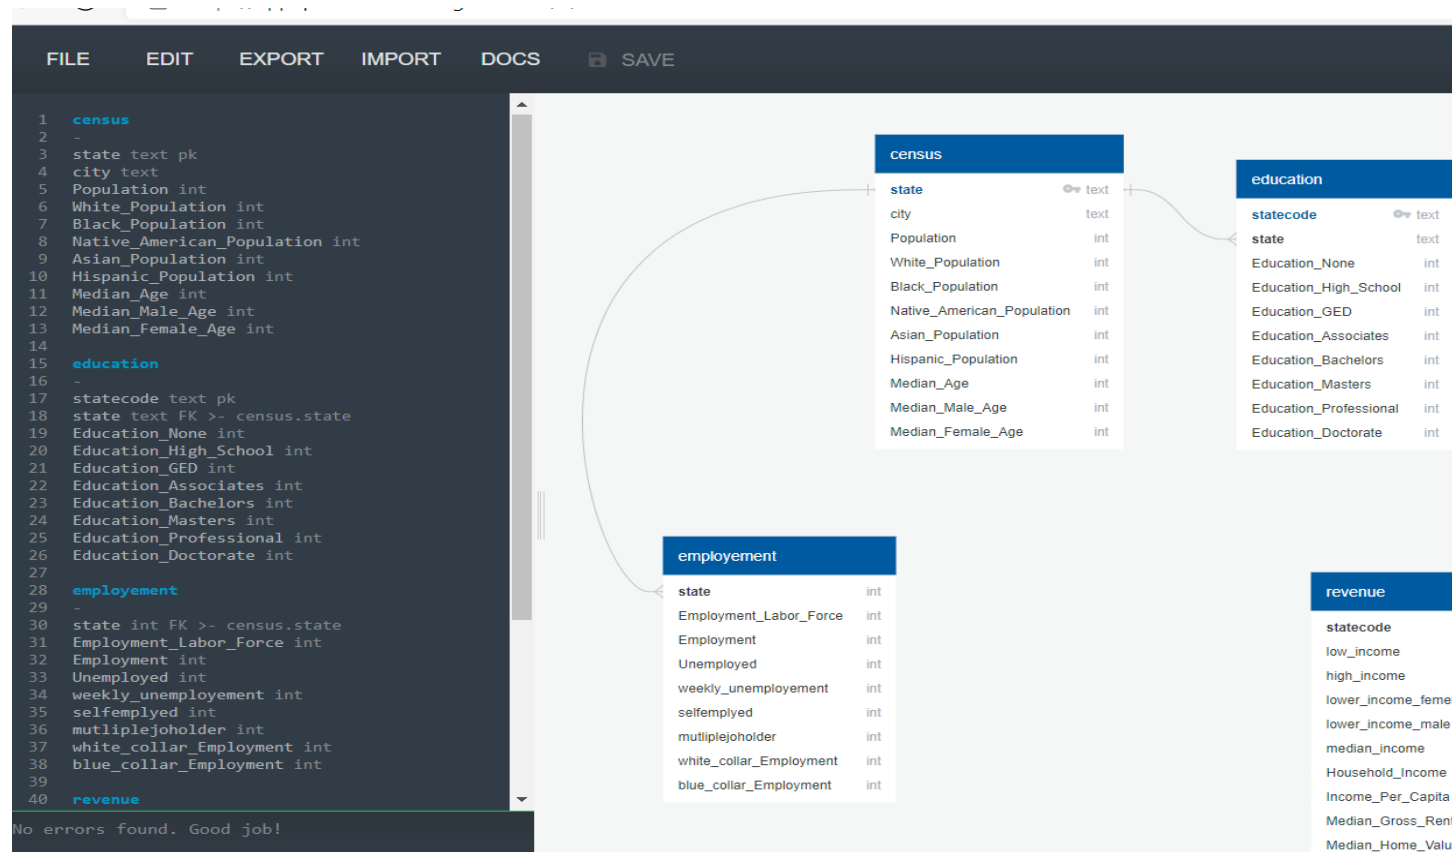 FILE EDIT EXPORT IMPORT DOCS SAVE
1 census
2 -
3 state text pk
4 city text
5 Population int
6 White_Population int
7 Black_Population int
8 Native_American_Population int
9 Asian_Population int
10 Hispanic_Population int
11 Median_Age int
12 Median_Male_Age int
13 Median_Female_Age int
14
15 education
16 -
17 statecode text pk
18 state text FK >- census.state
19 Education_None int
20 Education_High_School int
21 Education_GED int
22 Education_Associates int
23 Education_Bachelors int
24 Education_Masters int
25 Education_Professional int
26 Education_Doctorate int
27
28 employement
29 -
30 state int FK >- census.state
31 Employment_Labor_Force int
32 Employment int
33 Unemployed int
34 weekly_unemployement int
35 selfemplyed int
36 mutliplejoholder int
37 white_collar_Employment int
38 blue_collar_Employment int
39
40 revenue
No errors found. Good job!
census
state text
city text
Population int
White_Population int
Black_Population int
Native_American_Population int
Asian_Population int
Hispanic_Population int
Median_Age int
Median_Male_Age int
Median_Female_Age int
education
statecode text
state text
Education_None int
Education_High_School int
Education_GED int
Education_Associates int
Education_Bachelors int
Education_Masters int
Education_Professional int
Education_Doctorate int
employement
state int
Employment_Labor_Force int
Employment int
Unemployed int
weekly_unemployement int
selfemplyed int
mutliplejoholder int
white_collar_Employment int
blue_collar_Employment int
revenue
statecode
low_income
high_income
lower_income_feme
lower_income_male
median_income
Household_Income
Income_Per_Capita
Median_Gross_Rent
Median_Home_Valu